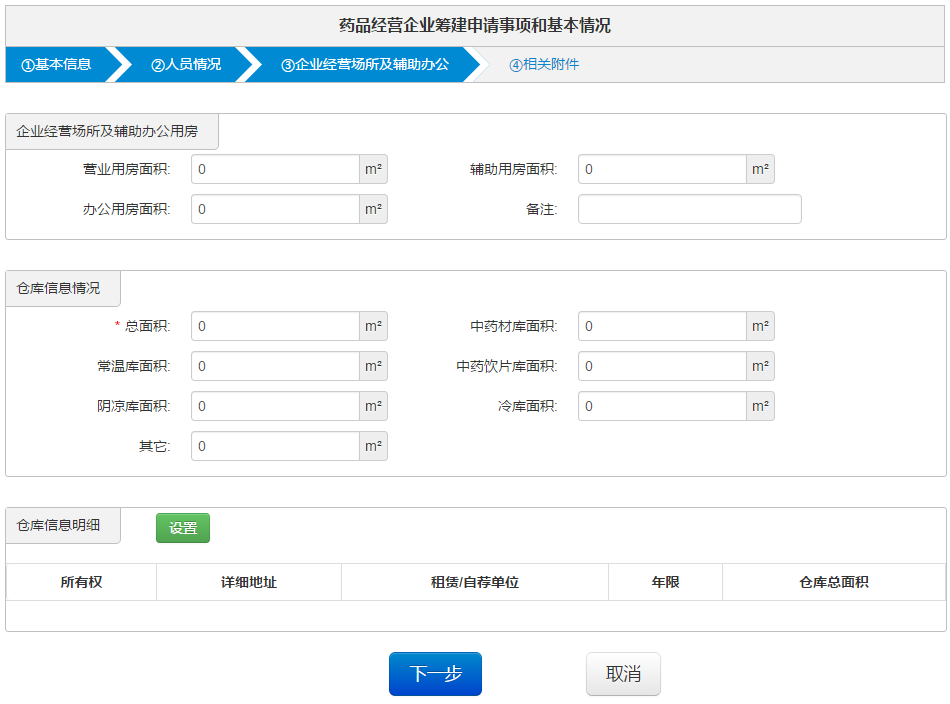 药品经营企业筹建申请事项和基本情况
①基本信息 ②人员情况 ③企业经营场所及辅助办公 ④相关附件
企业经营场所及辅助办公用房
营业用房面积: 0 m² 辅助用房面积: 0 m²
办公用房面积: 0 m² 备注:
仓库信息情况
* 总面积: 0 m² 中药材库面积: 0 m²
常温库面积: 0 m² 中药饮片库面积: 0 m²
阴凉库面积: 0 m² 冷库面积: 0 m²
其它: 0 m²
仓库信息明细 设置
所有权 详细地址 租赁/自荐单位 年限 仓库总面积
下一步 取消